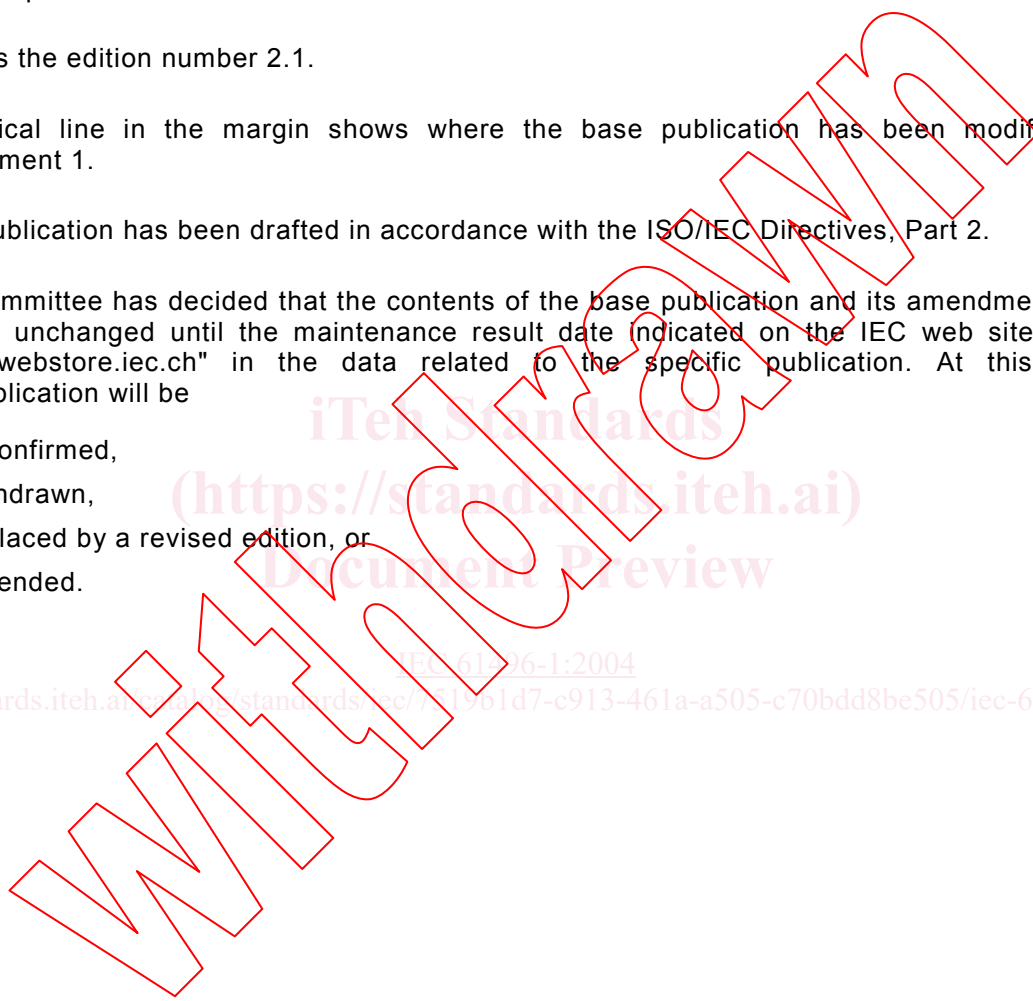 s the edition number 2.1.
ical line in the margin shows where the base publication has been modif
ment 1.
ublication has been drafted in accordance with the ISO/IEC Directives, Part 2.
mmittee has decided that the contents of the base publication and its amendme
unchanged until the maintenance result date indicated on the IEC web site
webstore.iec.ch" in the data related to the specific publication. At this
blication will be
onfirmed,
hdrawn,
laced by a revised edition, or
ended.
iTeh Standards
(https://standards.iteh.ai)
Document Preview
IEC 61496-1:2004
rds.iteh.ai/catalog/standards/iec/7519b1d7-c913-461a-a505-c70bdd8be505/iec-6
withdrawn